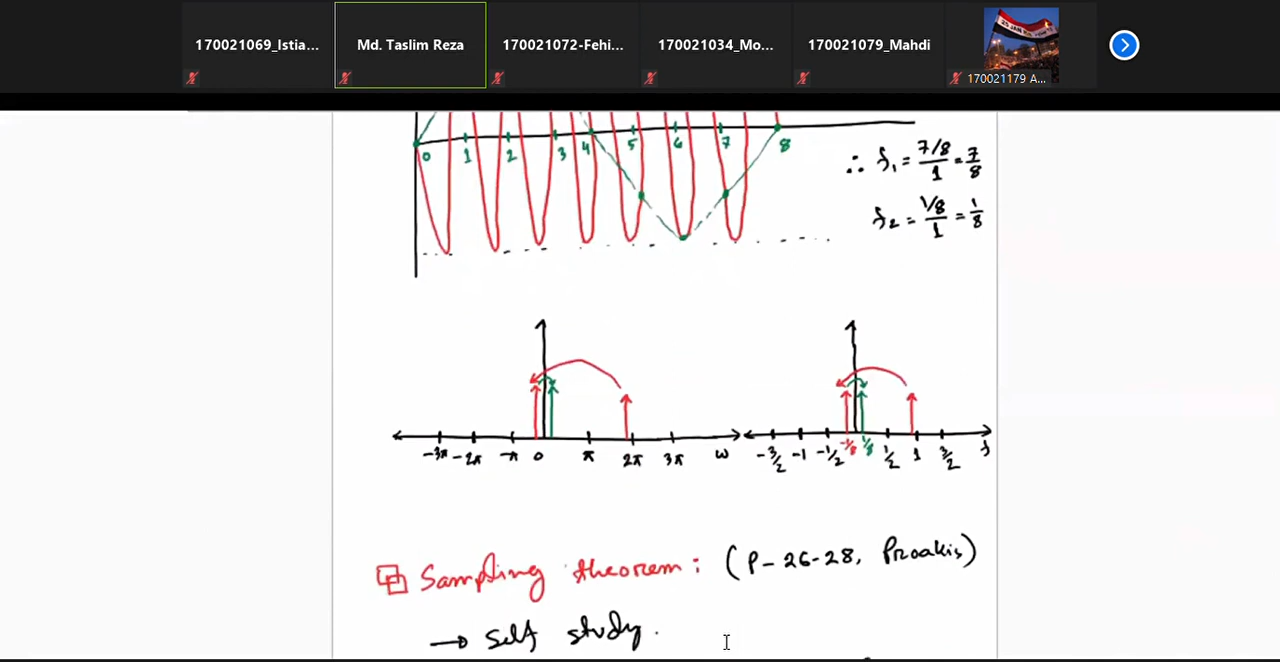 170021069_Istia... Md. Taslim Reza 170021072-Fehi... 170021034_Mo... 170021079_Mahdi 170021179 A...
0 1 2 3 4 5 6 7 8
∴ f₁ = 7/8 / 1 = 7/8
f₂ = 1/8 / 1 = 1/8
-3π -2π -π 0 π 2π 3π ω
-3/2 -1 -1/2 -1/8 1/8 1/2 1 3/2 f
Sampling theorem: (P-26-28, Proakis)
→ Self study.